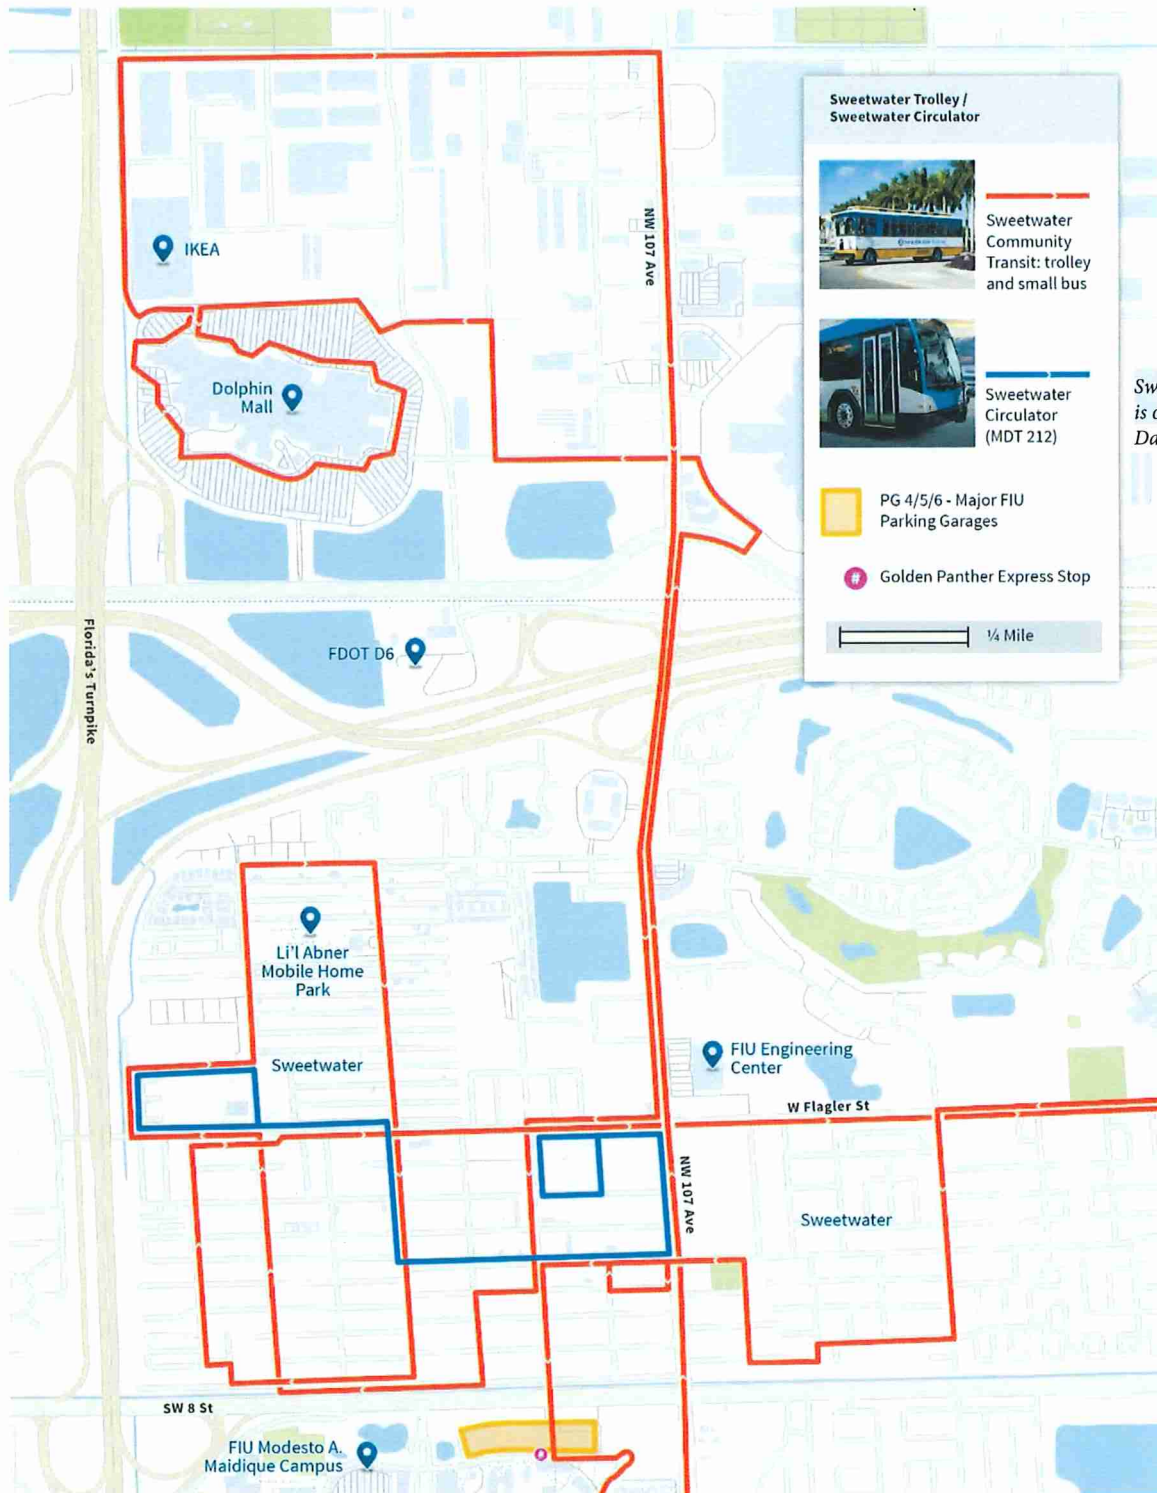 Sweetwater Trolley /
Sweetwater Circulator
Sweetwater
Community
Transit: trolley
and small bus
Sweetwater
Circulator
(MDT 212)
PG 4/5/6 - Major FIU
Parking Garages
#
Golden Panther Express Stop
¼ Mile
NW 107 Ave
IKEA
Dolphin
Mall
Florida's Turnpike
FDOT D6
Li'l Abner
Mobile Home
Park
Sweetwater
FIU Engineering
Center
W Flagler St
NW 107 Ave
Sweetwater
SW 8 St
FIU Modesto A.
Maidique Campus
#
Sw
is
Da